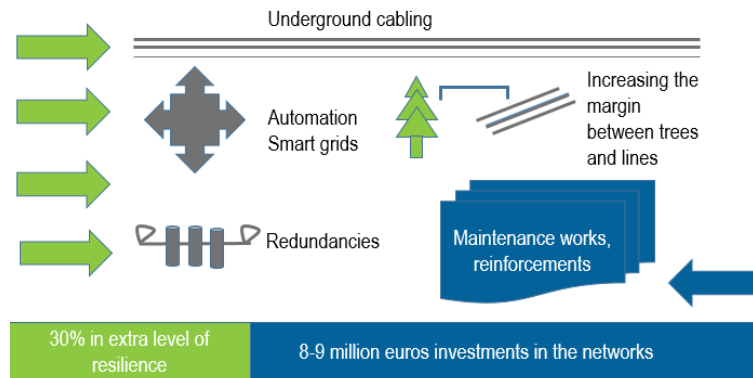 Underground cabling
Automation
Smart grids
Increasing the
margin
between trees
and lines
Redundancies
Maintenance works,
reinforcements
30% in extra level of
resilience
8-9 million euros investments in the networks